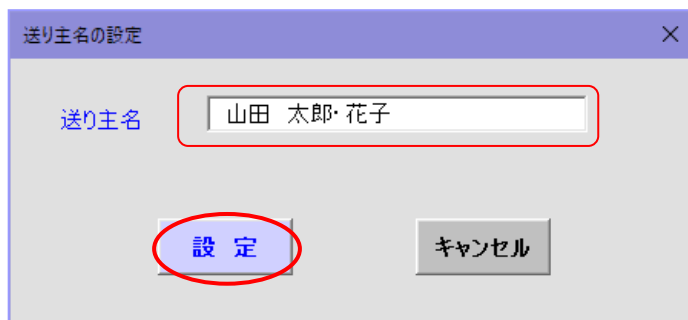 送り主名の設定
送り主名
山田　太郎・花子
設 定
キャンセル